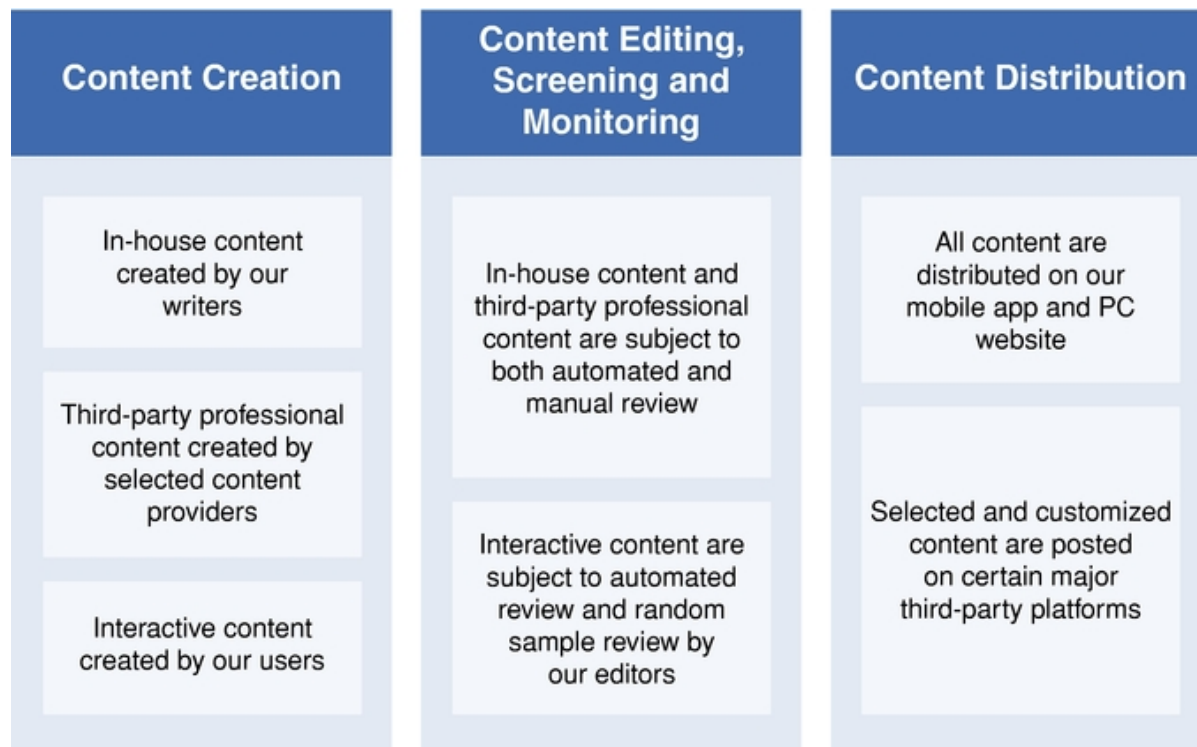 Content Creation
In-house content
created by our
writers
Third-party professional
content created by
selected content
providers
Interactive content
created by our users
Content Editing,
Screening and
Monitoring
In-house content and
third-party professional
content are subject to
both automated and
manual review
Interactive content are
subject to automated
review and random
sample review by
our editors
Content Distribution
All content are
distributed on our
mobile app and PC
website
Selected and customized
content are posted
on certain major
third-party platforms